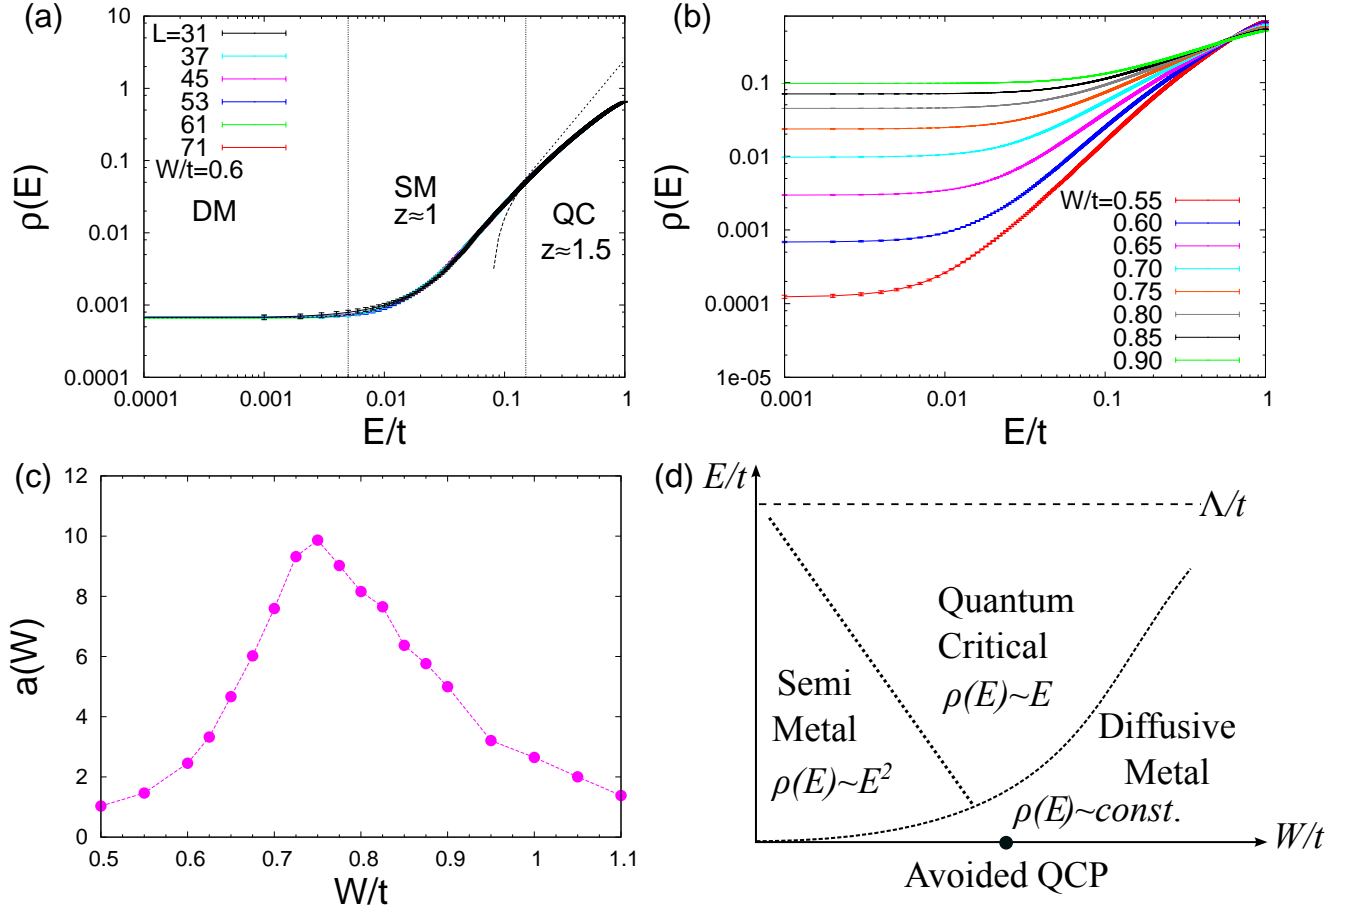 (a)
10
1
0.1
0.01
0.001
0.0001
ρ(E)
L=31
37
45
53
61
71
W/t=0.6
DM
SM
z≈1
QC
z≈1.5
0.0001
0.001
0.01
0.1
1
E/t
(b)
0.1
0.01
0.001
0.0001
1e-05
ρ(E)
W/t=0.55
0.60
0.65
0.70
0.75
0.80
0.85
0.90
0.001
0.01
0.1
1
E/t
(c)
12
10
8
6
4
2
0
a(W)
0.5
0.6
0.7
0.8
0.9
1
1.1
W/t
(d)
E/t
Λ/t
Quantum
Critical
ρ(E)~E
Semi
Metal
ρ(E)~E²
Diffusive
Metal
ρ(E)~const.
W/t
Avoided QCP